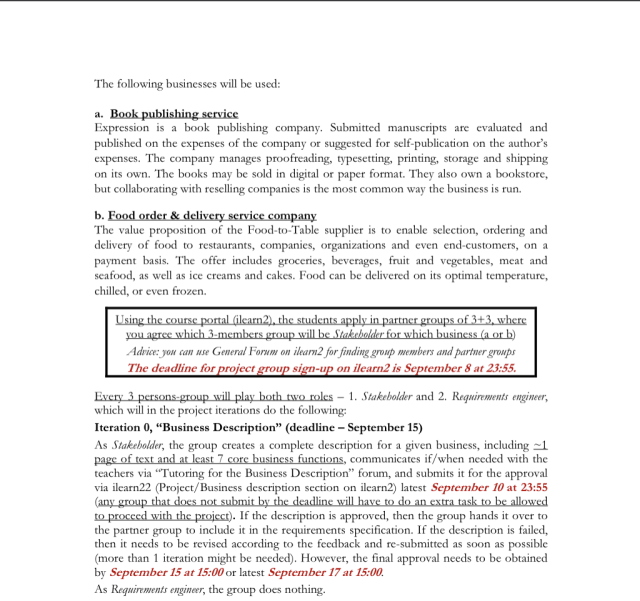 The following businesses will be used:
a. Book publishing service
Expression is a book publishing company. Submitted manuscripts are evaluated and
published on the expenses of the company or suggested for self-publication on the author's
expenses. The company manages proofreading, typesetting, printing, storage and shipping
on its own. The books may be sold in digital or paper format. They also own a bookstore,
but collaborating with reselling companies is the most common way the business is run.
b. Food order & delivery service company
The value proposition of the Food-to-Table supplier is to enable selection, ordering and
delivery of food to restaurants, companies, organizations and even end-customers, on a
payment basis. The offer includes groceries, beverages, fruit and vegetables, meat and
seafood, as well as ice creams and cakes. Food can be delivered on its optimal temperature,
chilled, or even frozen.
Using the course portal (ilearn2), the students apply in partner groups of 3+3, where
you agree which 3-members group will be Stakeholder for which business (a or b)
Advice: you can use General Forum on ilearn2 for finding group members and partner groups
The deadline for project group sign-up on ilearn2 is September 8 at 23:55.
Every 3 persons-group will play both two roles – 1. Stakeholder and 2. Requirements engineer,
which will in the project iterations do the following:
Iteration 0, “Business Description” (deadline – September 15)
As Stakeholder, the group creates a complete description for a given business, including ~1
page of text and at least 7 core business functions, communicates if/when needed with the
teachers via “Tutoring for the Business Description” forum, and submits it for the approval
via ilearn22 (Project/Business description section on ilearn2) latest September 10 at 23:55
(any group that does not submit by the deadline will have to do an extra task to be allowed
to proceed with the project). If the description is approved, then the group hands it over to
the partner group to include it in the requirements specification. If the description is failed,
then it needs to be revised according to the feedback and re-submitted as soon as possible
(more than 1 iteration might be needed). However, the final approval needs to be obtained
by September 15 at 15:00 or latest September 17 at 15:00.
As Requirements engineer, the group does nothing.